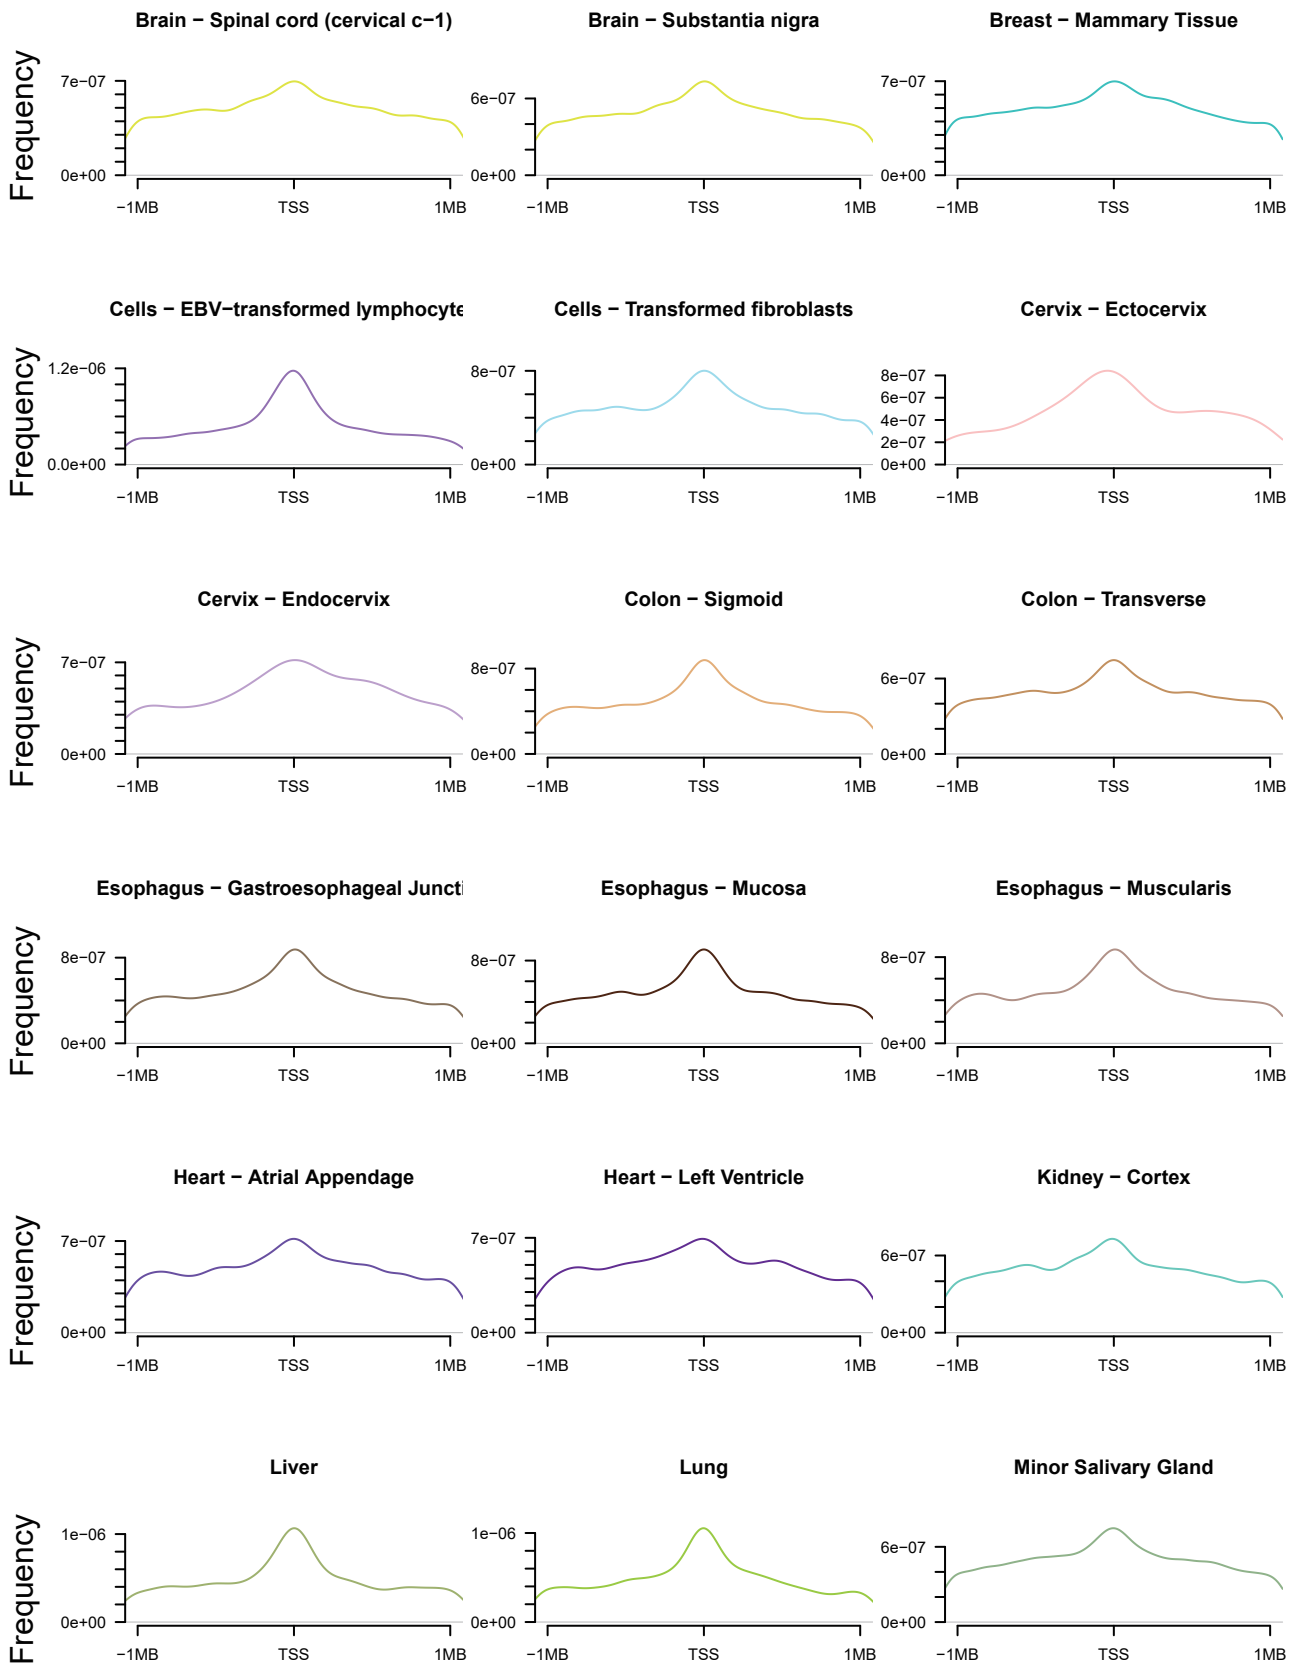 Brain − Spinal cord (cervical c−1)
Brain − Substantia nigra
Breast − Mammary Tissue
Frequency
7e−07
0e+00
−1MB TSS 1MB
6e−07
0e+00
−1MB TSS 1MB
7e−07
0e+00
−1MB TSS 1MB
Cells − EBV−transformed lymphocyte
Cells − Transformed fibroblasts
Cervix − Ectocervix
Frequency
1.2e−06
0.0e+00
−1MB TSS 1MB
8e−07
0e+00
−1MB TSS 1MB
8e−07
6e−07
4e−07
2e−07
0e+00
−1MB TSS 1MB
Cervix − Endocervix
Colon − Sigmoid
Colon − Transverse
Frequency
7e−07
0e+00
−1MB TSS 1MB
8e−07
0e+00
−1MB TSS 1MB
6e−07
0e+00
−1MB TSS 1MB
Esophagus − Gastroesophageal Juncti
Esophagus − Mucosa
Esophagus − Muscularis
Frequency
8e−07
0e+00
−1MB TSS 1MB
8e−07
0e+00
−1MB TSS 1MB
8e−07
0e+00
−1MB TSS 1MB
Heart − Atrial Appendage
Heart − Left Ventricle
Kidney − Cortex
Frequency
7e−07
0e+00
−1MB TSS 1MB
7e−07
0e+00
−1MB TSS 1MB
6e−07
0e+00
−1MB TSS 1MB
Liver
Lung
Minor Salivary Gland
Frequency
1e−06
0e+00
−1MB TSS 1MB
1e−06
0e+00
−1MB TSS 1MB
6e−07
0e+00
−1MB TSS 1MB